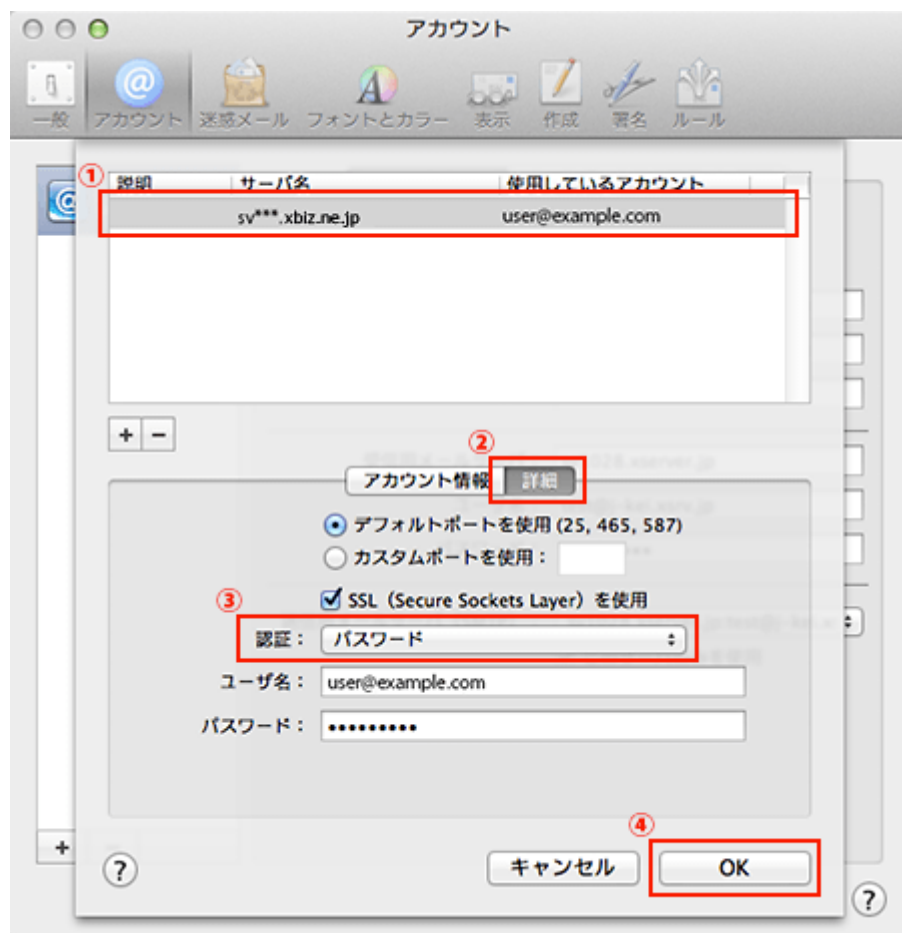 アカウント
一般 アカウント 迷惑メール フォントとカラー 表示 作成 署名 ルール
①
説明 サーバ名 使用しているアカウント
sv***.xbiz.ne.jp user@example.com
+ −
②
アカウント情報 詳細
デフォルトポートを使用 (25, 465, 587)
カスタムポートを使用：
③
SSL（Secure Sockets Layer）を使用
認証： パスワード
ユーザ名： user@example.com
パスワード： •••••••••
④
+
? キャンセル OK
?